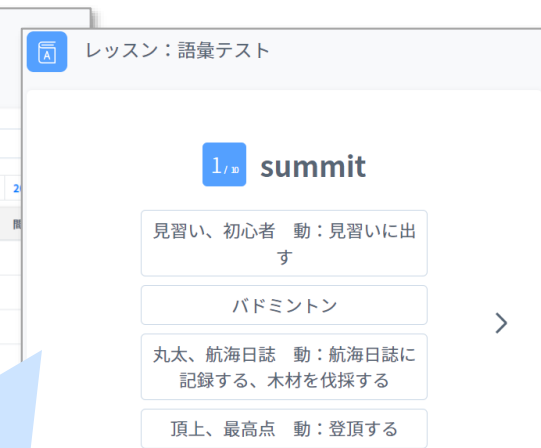 レッスン：語彙テスト
1/10 summit
見習い、初心者　動：見習いに出
す
バドミントン
丸太、航海日誌　動：航海日誌に
記録する、木材を伐採する
頂上、最高点　動：登頂する